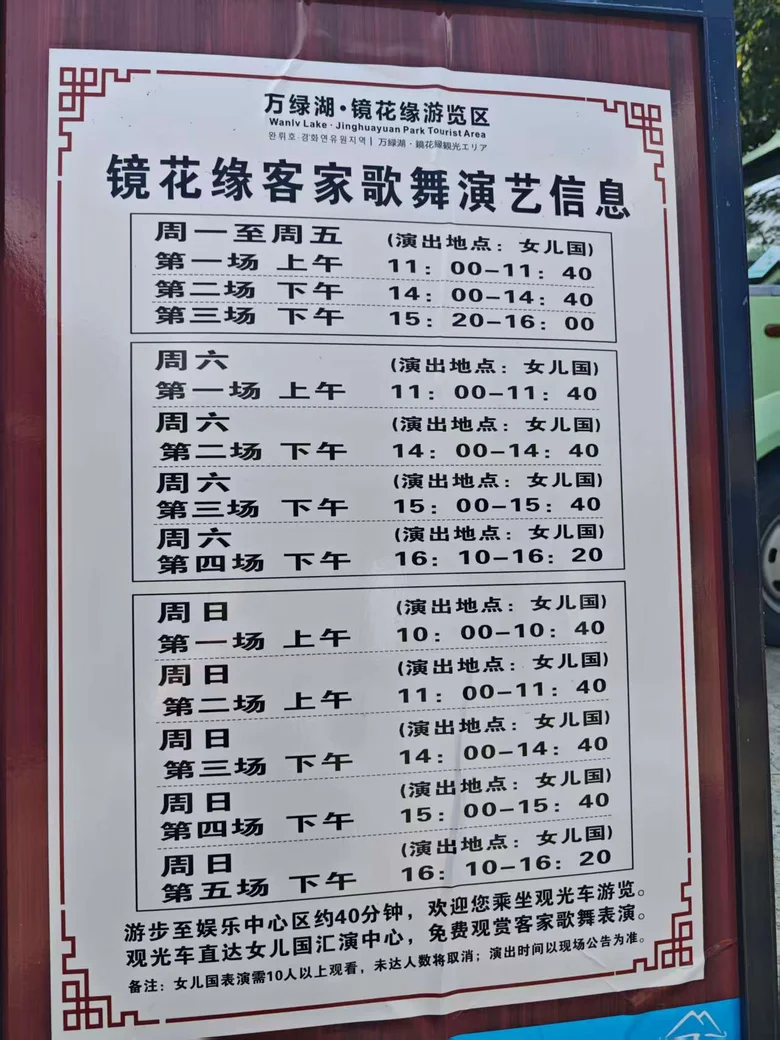 万绿湖·镜花缘游览区
Wanlv Lake · Jinghuayuan Park Tourist Area
완뤼호·경화연유원지역 | 万緑湖・鏡花縁観光エリア
镜花缘客家歌舞演艺信息
周一至周五 (演出地点：女儿国)
第一场 上午 11：00-11：40
第二场 下午 14：00-14：40
第三场 下午 15：20-16：00
周六 (演出地点：女儿国)
第一场 上午 11：00-11：40
周六 (演出地点：女儿国)
第二场 下午 14：00-14：40
周六 (演出地点：女儿国)
第三场 下午 15：00-15：40
周六 (演出地点：女儿国)
第四场 下午 16：10-16：20
周日 (演出地点：女儿国)
第一场 上午 10：00-10：40
周日 (演出地点：女儿国)
第二场 上午 11：00-11：40
周日 (演出地点：女儿国)
第三场 下午 14：00-14：40
周日 (演出地点：女儿国)
第四场 下午 15：00-15：40
周日 (演出地点：女儿国)
第五场 下午 16：10-16：20
游步至娱乐中心区约40分钟，欢迎您乘坐观光车游览。
观光车直达女儿国汇演中心，免费观赏客家歌舞表演。
备注：女儿国表演需10人以上观看，未达人数将取消；演出时间以现场公告为准。